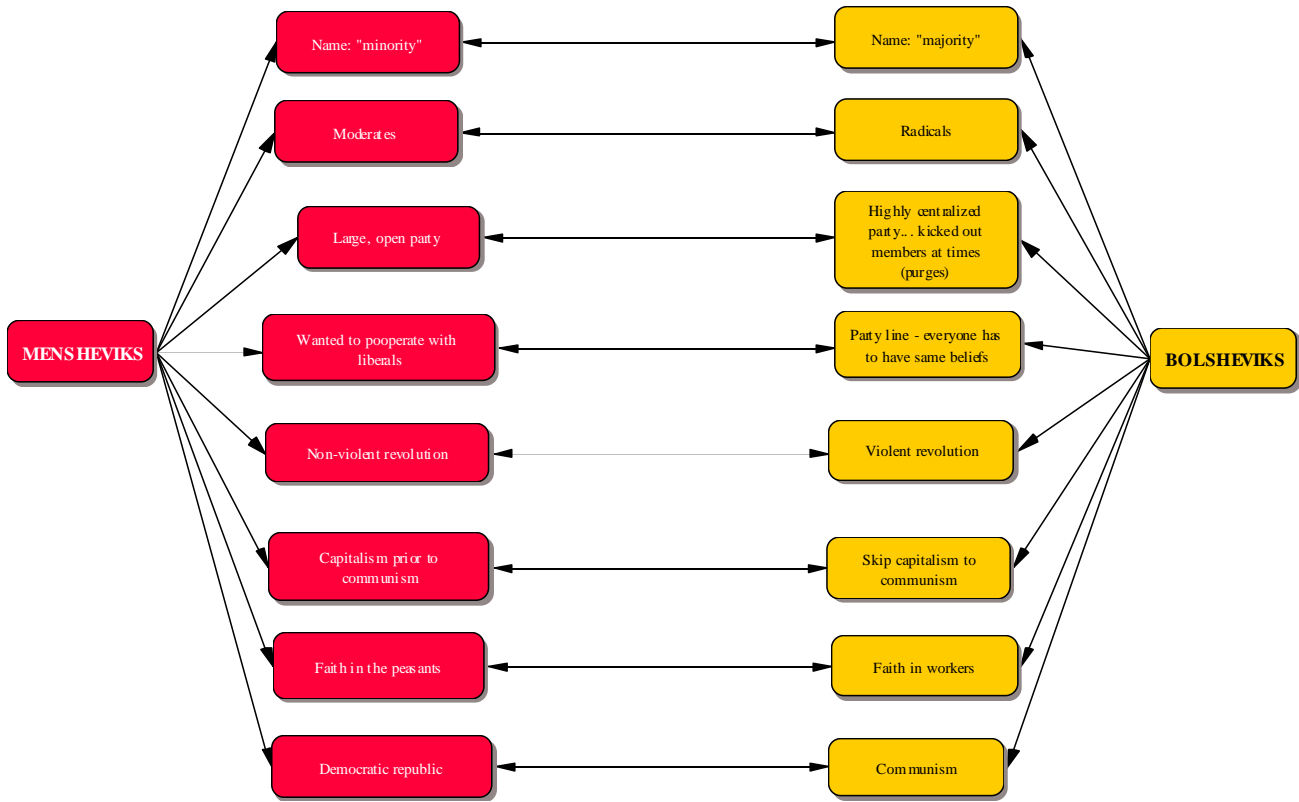 Name: "minority"
Name: "majority"
Moderates
Radicals
Large, open party
Highly centralized
party... kicked out
members at times
(purges)
MENSHEVIKS
Wanted to pooperate with
liberals
Party line - everyone has
to have same beliefs
BOLSHEVIKS
Non-violent revolution
Violent revolution
Capitalism prior to
communism
Skip capitalism to
communism
Faith in the peasants
Faith in workers
Democratic republic
Communism